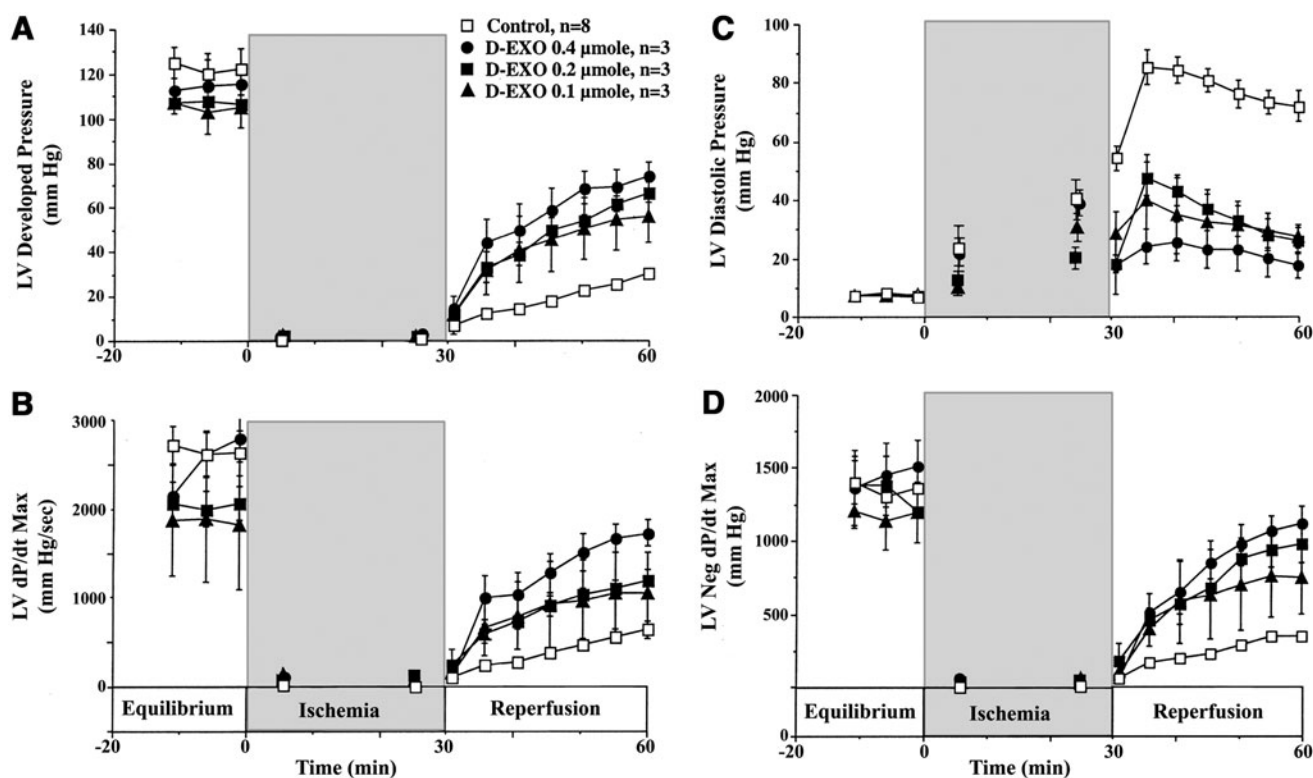 A
LV Developed Pressure
(mm Hg)
140
120
100
80
60
40
20
0
-20
0
30
60
Control, n=8
D-EXO 0.4 µmole, n=3
D-EXO 0.2 µmole, n=3
D-EXO 0.1 µmole, n=3
C
LV Diastolic Pressure
(mm Hg)
100
80
60
40
20
0
-20
0
30
60
B
LV dP/dt Max
(mm Hg/sec)
3000
2000
1000
0
Equilibrium
Ischemia
Reperfusion
-20
0
30
60
Time (min)
D
LV Neg dP/dt Max
(mm Hg)
2000
1500
1000
500
0
Equilibrium
Ischemia
Reperfusion
-20
0
30
60
Time (min)